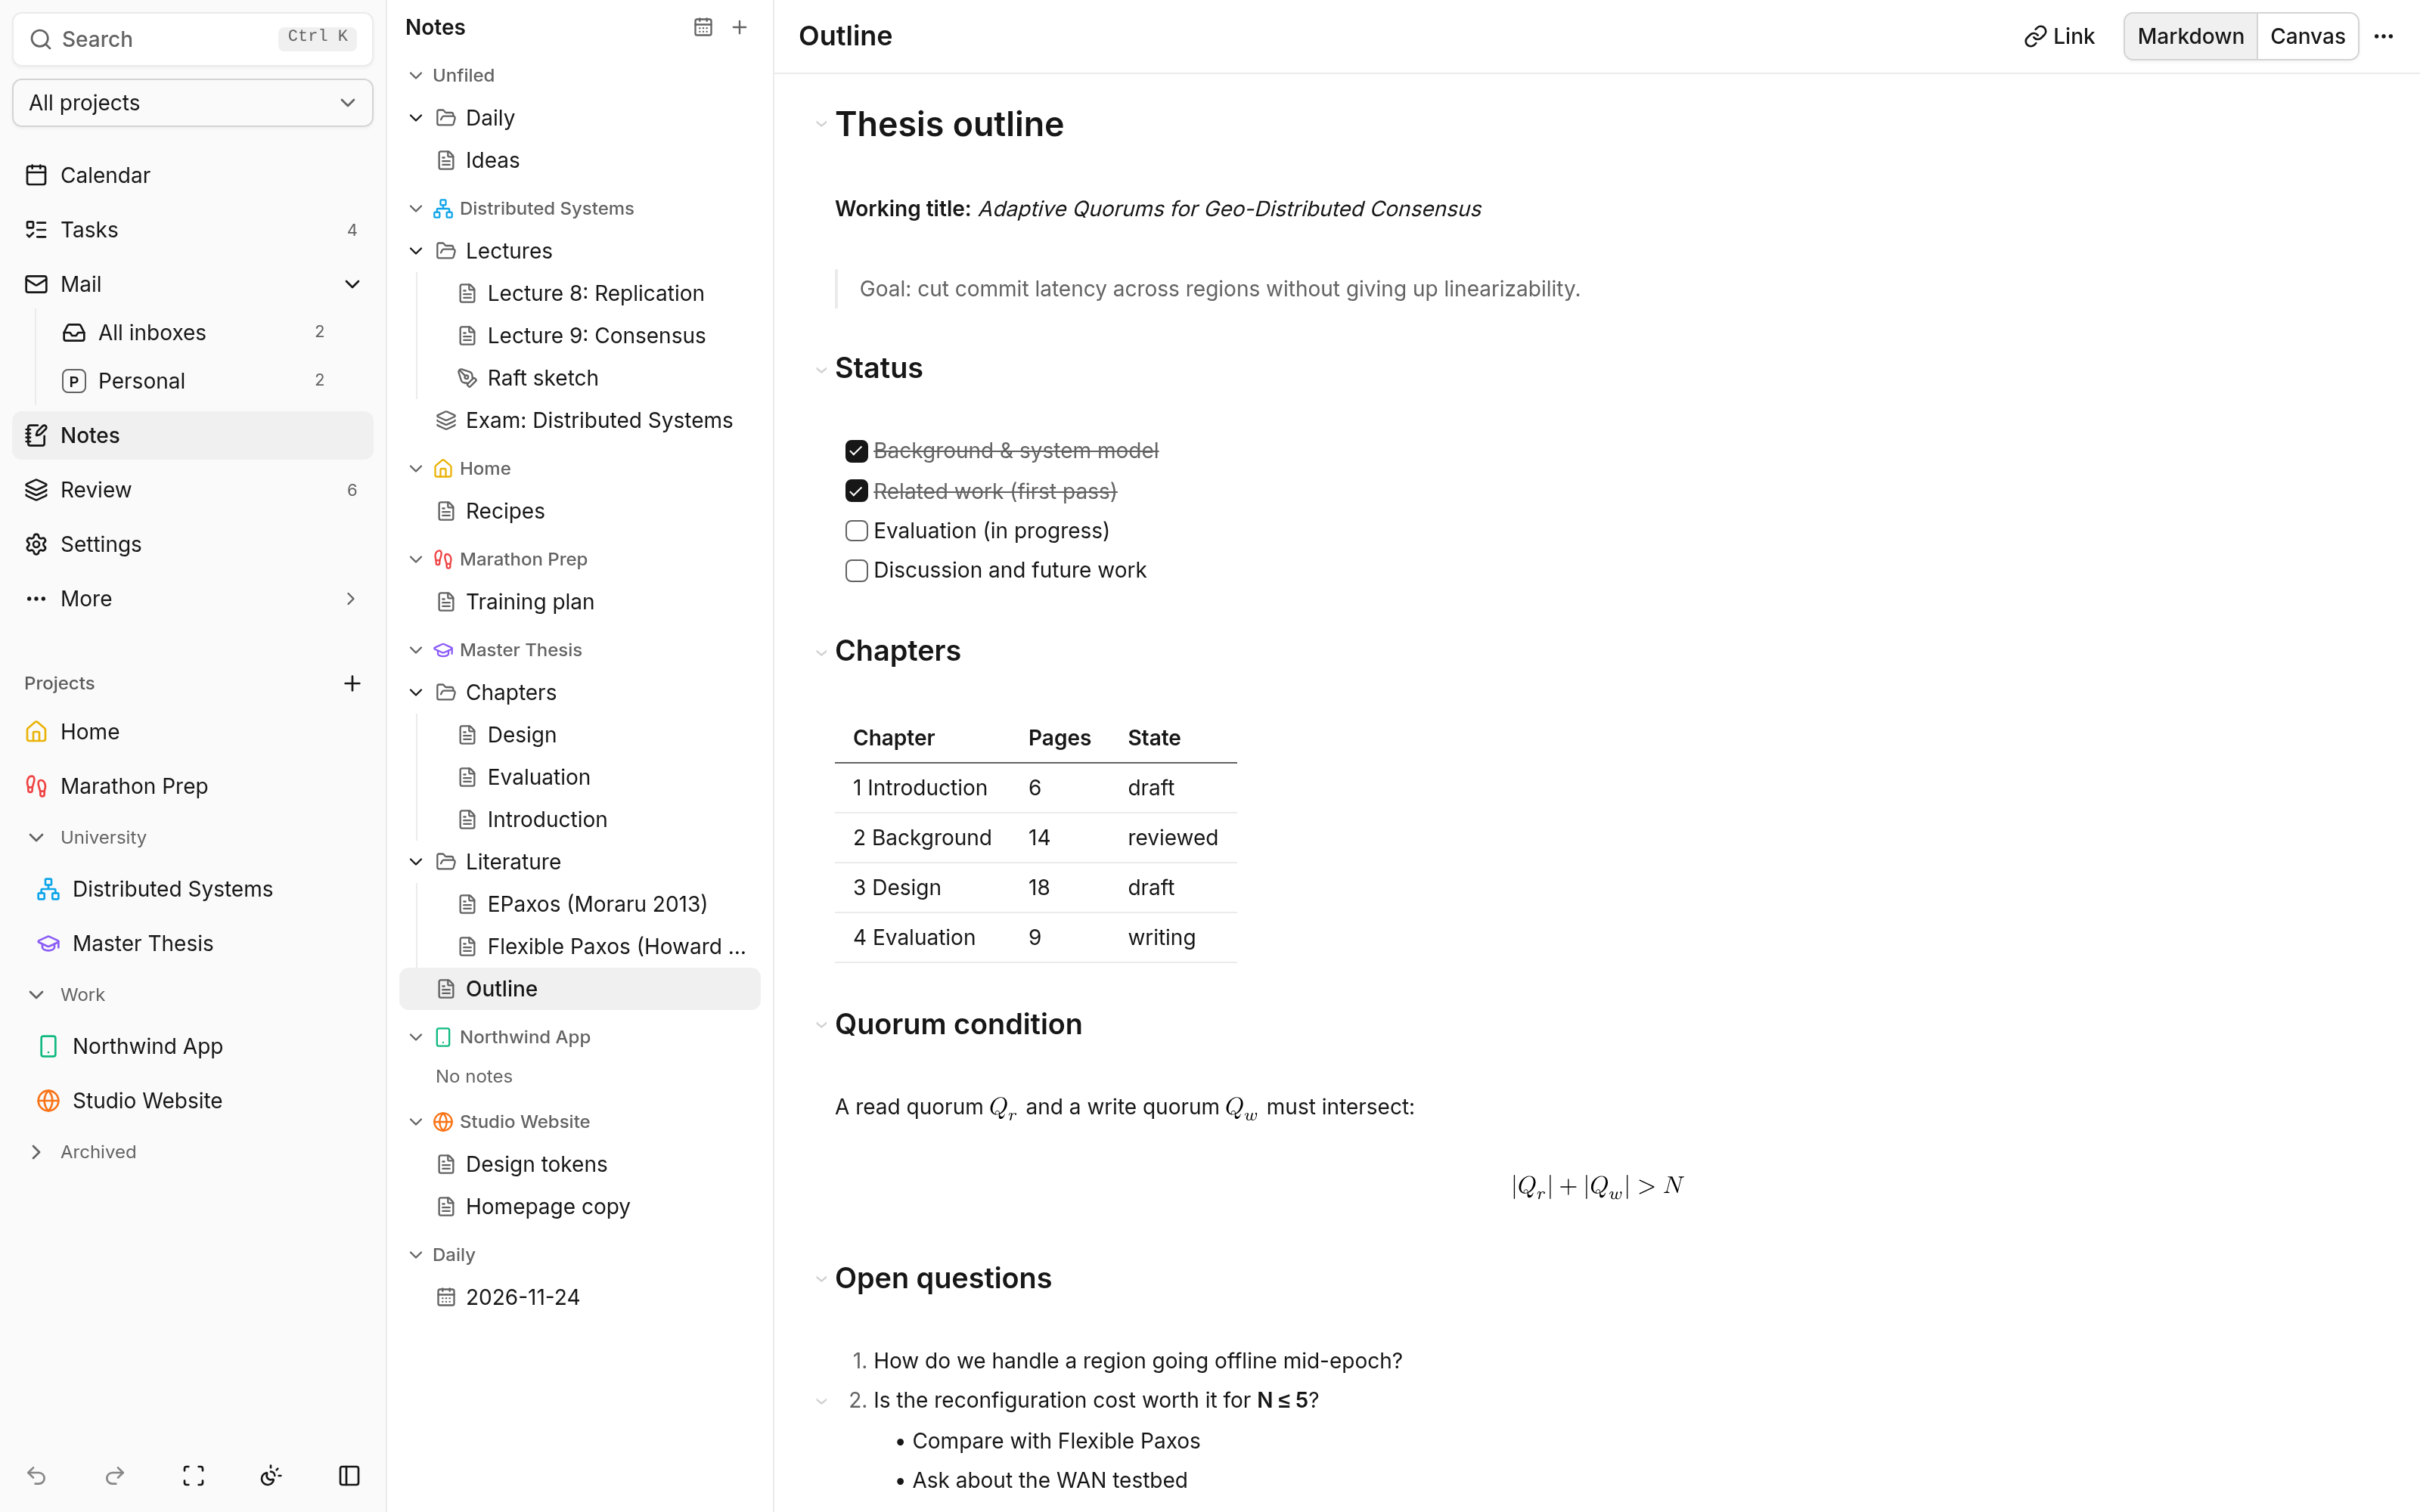 Search Ctrl K
All projects
Calendar
Tasks 4
Mail
All inboxes 2
P Personal 2
Notes
Review 6
Settings
More
Projects
Home
Marathon Prep
University
Distributed Systems
Master Thesis
Work
Northwind App
Studio Website
Archived
Notes
Unfiled
Daily
Ideas
Distributed Systems
Lectures
Lecture 8: Replication
Lecture 9: Consensus
Raft sketch
Exam: Distributed Systems
Home
Recipes
Marathon Prep
Training plan
Master Thesis
Chapters
Design
Evaluation
Introduction
Literature
EPaxos (Moraru 2013)
Flexible Paxos (Howard ...
Outline
Northwind App
No notes
Studio Website
Design tokens
Homepage copy
Daily
2026-11-24
Outline Link Markdown Canvas
Thesis outline
Working title: Adaptive Quorums for Geo-Distributed Consensus
Goal: cut commit latency across regions without giving up linearizability.
Status
Background & system model
Related work (first pass)
Evaluation (in progress)
Discussion and future work
Chapters
Chapter Pages State
1 Introduction 6 draft
2 Background 14 reviewed
3 Design 18 draft
4 Evaluation 9 writing
Quorum condition
A read quorum Qr and a write quorum Qw must intersect:
|Qr| + |Qw| > N
Open questions
1. How do we handle a region going offline mid-epoch?
2. Is the reconfiguration cost worth it for N ≤ 5?
• Compare with Flexible Paxos
• Ask about the WAN testbed